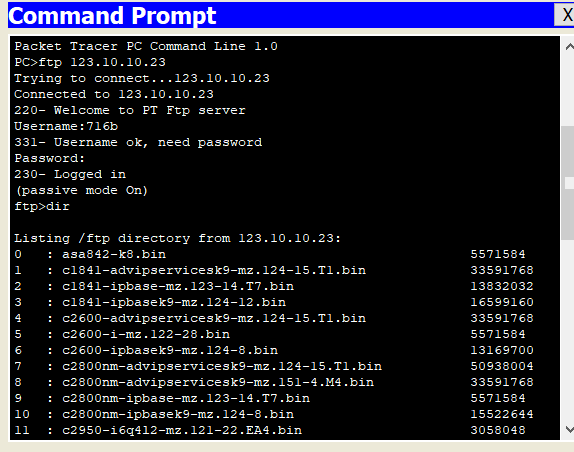 Command Prompt X
Packet Tracer PC Command Line 1.0
PC>ftp 123.10.10.23
Trying to connect...123.10.10.23
Connected to 123.10.10.23
220- Welcome to PT Ftp server
Username:716b
331- Username ok, need password
Password:
230- Logged in
(passive mode On)
ftp>dir
Listing /ftp directory from 123.10.10.23:
0 : asa842-k8.bin 5571584
1 : c1841-advipservicesk9-mz.124-15.T1.bin 33591768
2 : c1841-ipbase-mz.123-14.T7.bin 13832032
3 : c1841-ipbasek9-mz.124-12.bin 16599160
4 : c2600-advipservicesk9-mz.124-15.T1.bin 33591768
5 : c2600-i-mz.122-28.bin 5571584
6 : c2600-ipbasek9-mz.124-8.bin 13169700
7 : c2800nm-advipservicesk9-mz.124-15.T1.bin 50938004
8 : c2800nm-advipservicesk9-mz.151-4.M4.bin 33591768
9 : c2800nm-ipbase-mz.123-14.T7.bin 5571584
10 : c2800nm-ipbasek9-mz.124-8.bin 15522644
11 : c2950-i6q4l2-mz.121-22.EA4.bin 3058048